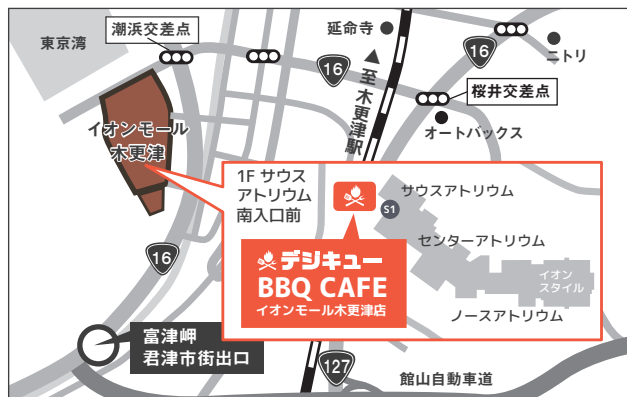 東京湾
潮浜交差点
延命寺
16
ニトリ
16
至 木更津駅
桜井交差点
オートバックス
イオンモール
木更津
1F サウス
アトリウム
南入口前
サウスアトリウム
S1
センターアトリウム
イオン
スタイル
ノースアトリウム
デジキュー
BBQ CAFE
イオンモール木更津店
16
富津岬
君津市街出口
127
館山自動車道